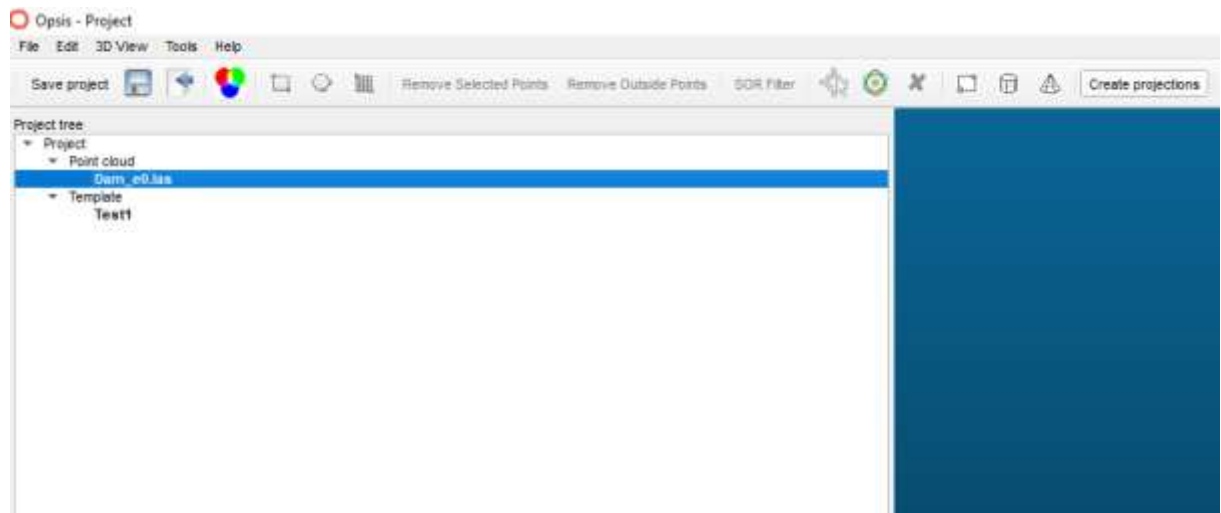 Opsis - Project
File Edit 3D View Tools Help
Save project Remove Selected Points Remove Outside Points SOR Filter Create projections
Project tree
Project
Point cloud
Dam_e0.las
Template
Test1